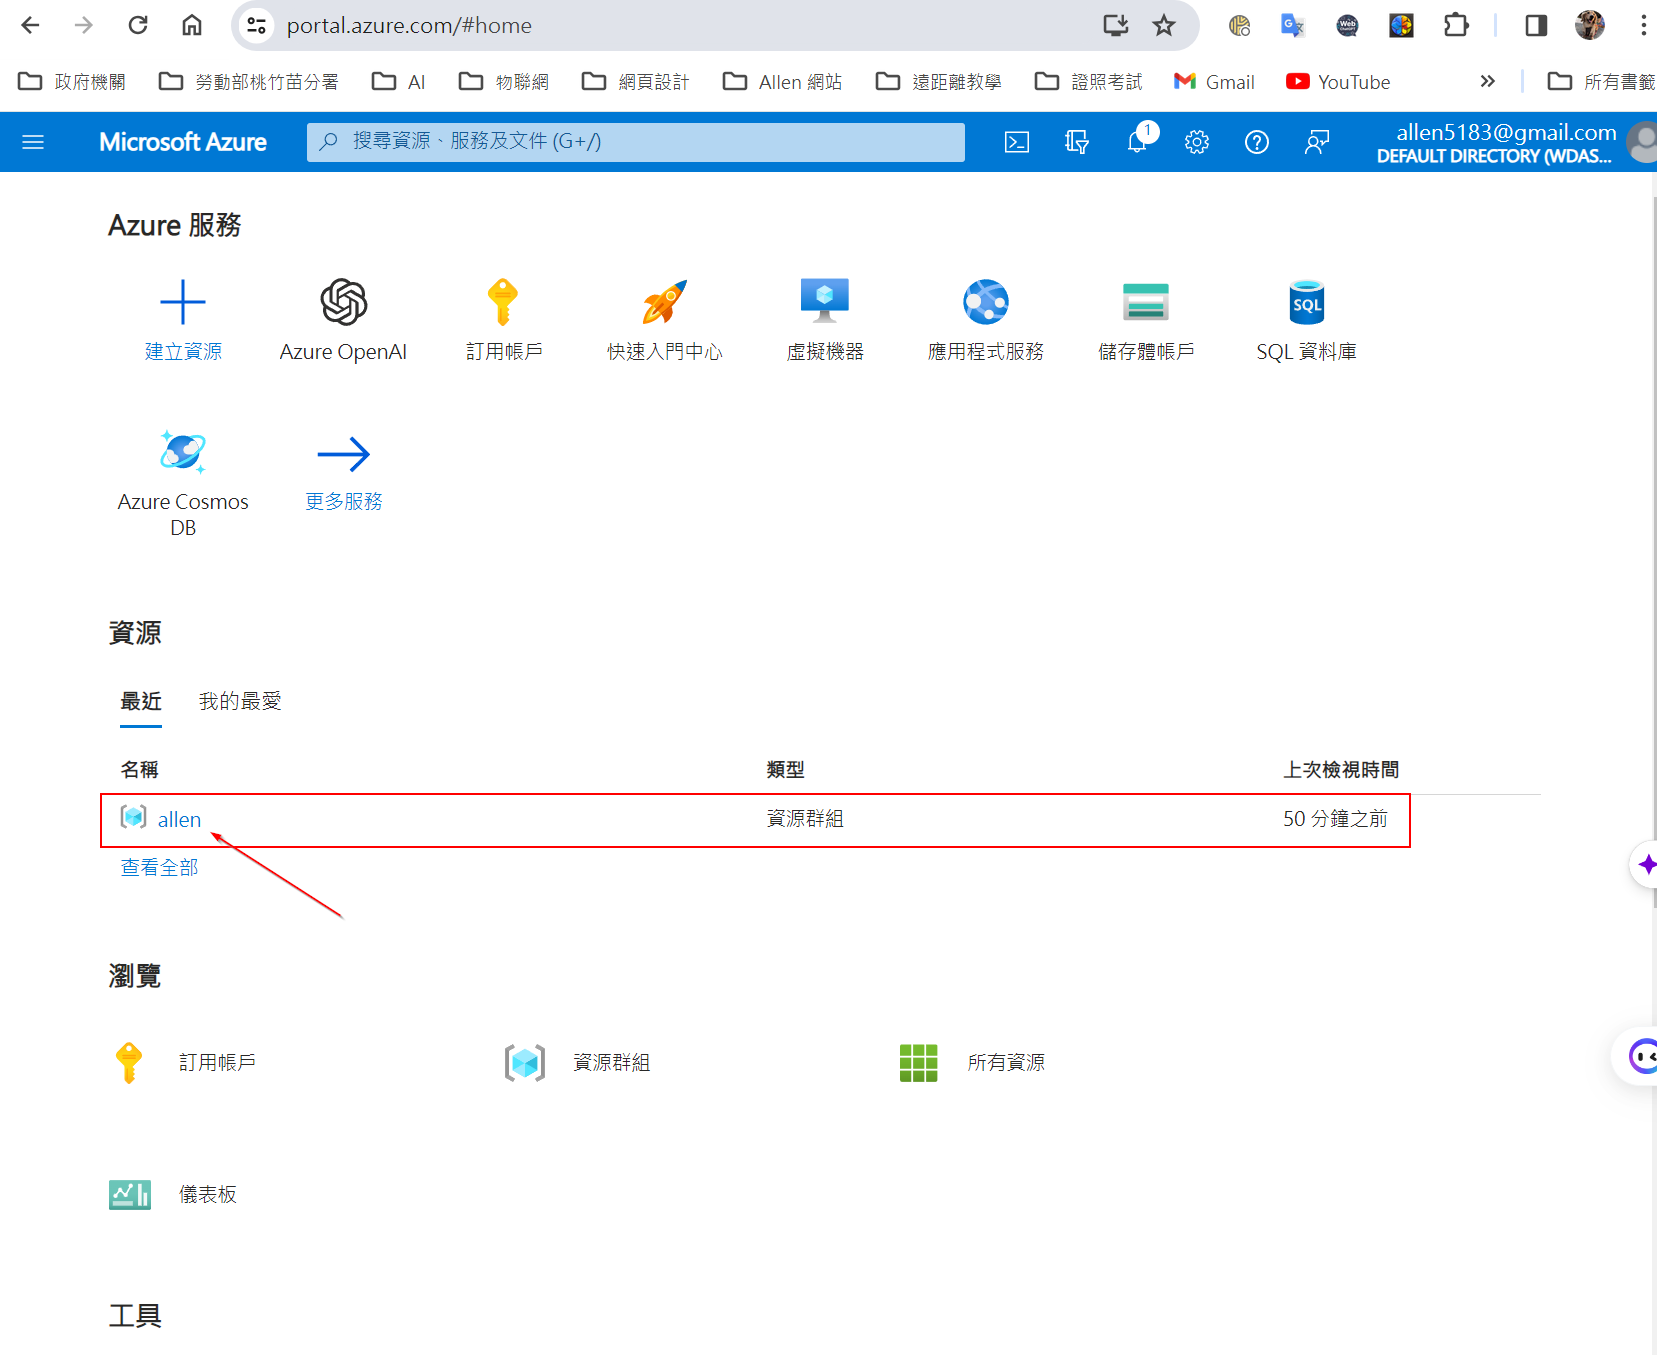 portal.azure.com/#home
政府機關 勞動部桃竹苗分署 AI 物聯網 網頁設計 Allen 網站 遠距離教學 證照考試 Gmail YouTube » 所有書籤
Microsoft Azure 搜尋資源、服務及文件 (G+/) 1 allen5183@gmail.com
DEFAULT DIRECTORY (WDAS...
Azure 服務
建立資源 Azure OpenAI 訂用帳戶 快速入門中心 虛擬機器 應用程式服務 儲存體帳戶 SQL 資料庫
Azure Cosmos
DB
更多服務
資源
最近 我的最愛
名稱 類型 上次檢視時間
allen 資源群組 50 分鐘之前
查看全部
瀏覽
訂用帳戶 資源群組 所有資源
儀表板
工具